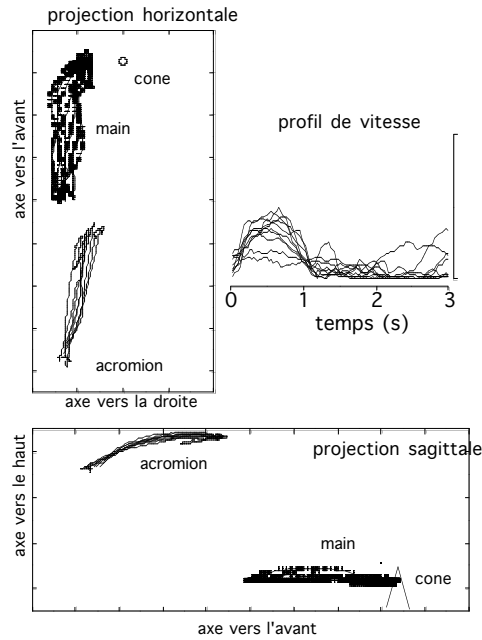 projection horizontale
cone
main
axe vers l'avant
acromion
axe vers la droite
profil de vitesse
0 1 2 3
temps (s)
projection sagittale
acromion
axe vers le haut
main
cone
axe vers l'avant